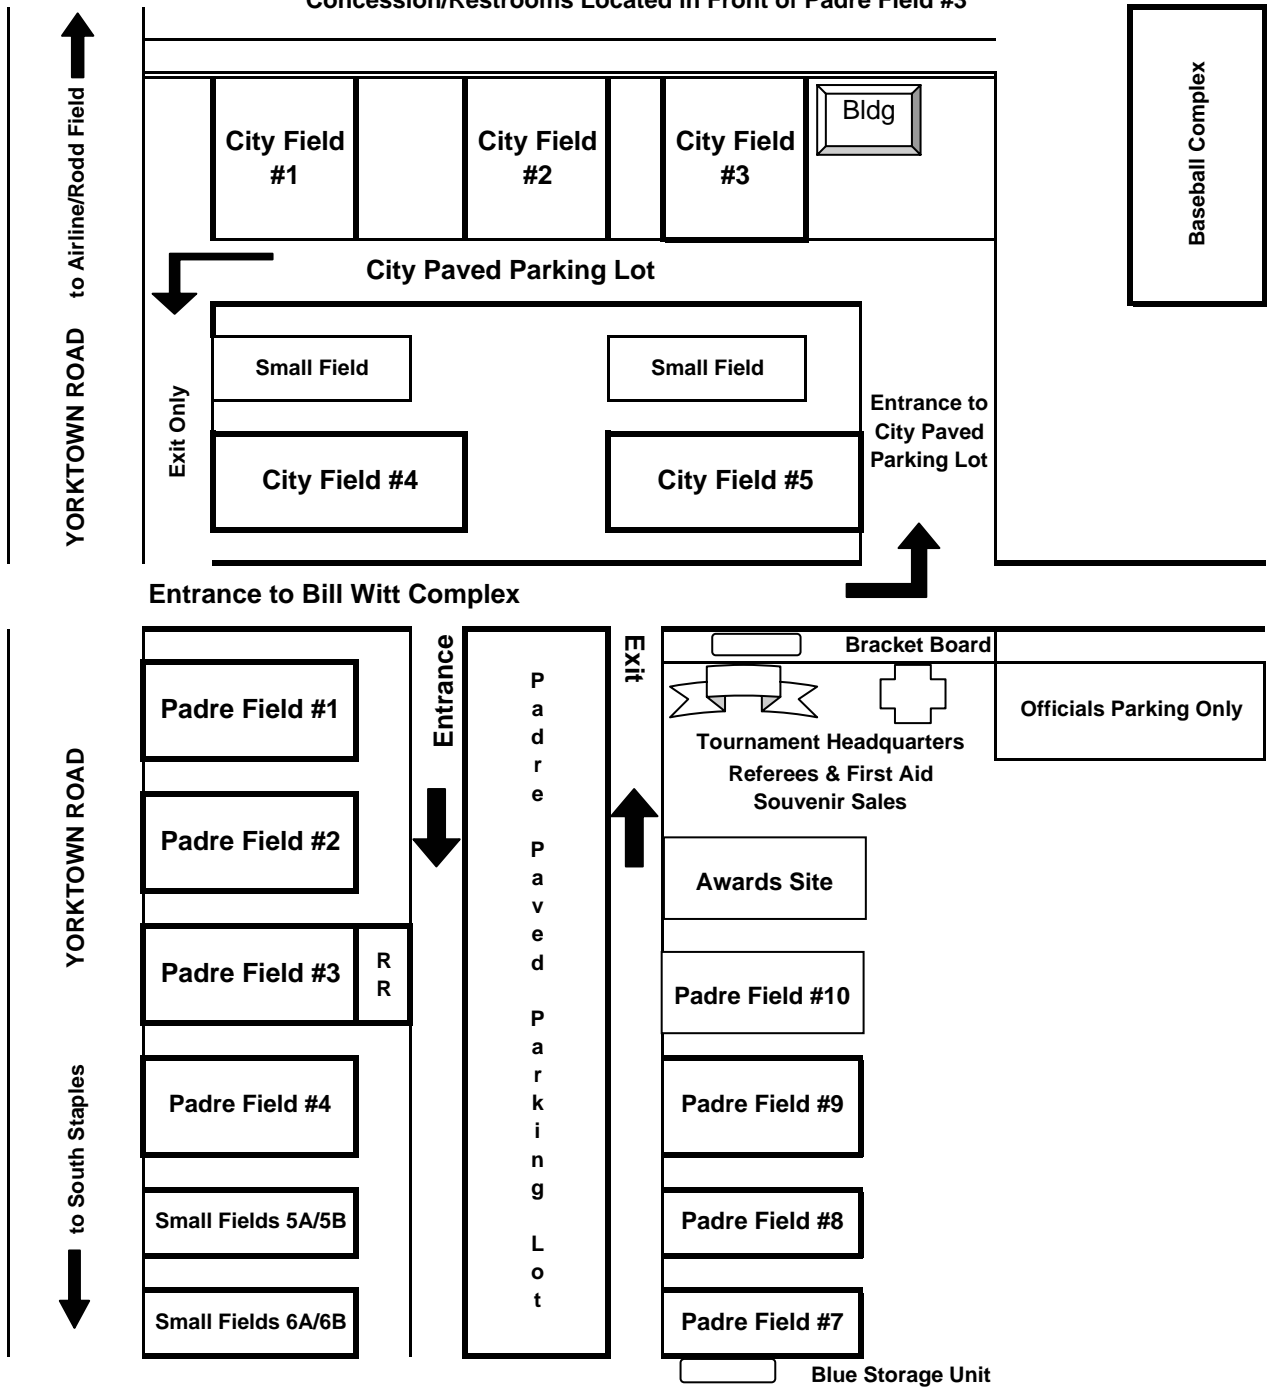 Concession/Restrooms Located in Front of Padre Field #3
to Airline/Rodd Field
YORKTOWN ROAD
City Field
#1
City Field
#2
City Field
#3
Bldg
Baseball Complex
City Paved Parking Lot
Exit Only
Small Field
Small Field
Entrance to
City Paved
Parking Lot
City Field #4
City Field #5
Entrance to Bill Witt Complex
YORKTOWN ROAD
to South Staples
Padre Field #1
Padre Field #2
Padre Field #3
R
R
Padre Field #4
Small Fields 5A/5B
Small Fields 6A/6B
Entrance
Padre Paved Parking Lot
Exit
Bracket Board
Tournament Headquarters
Referees & First Aid
Souvenir Sales
Officials Parking Only
Awards Site
Padre Field #10
Padre Field #9
Padre Field #8
Padre Field #7
Blue Storage Unit